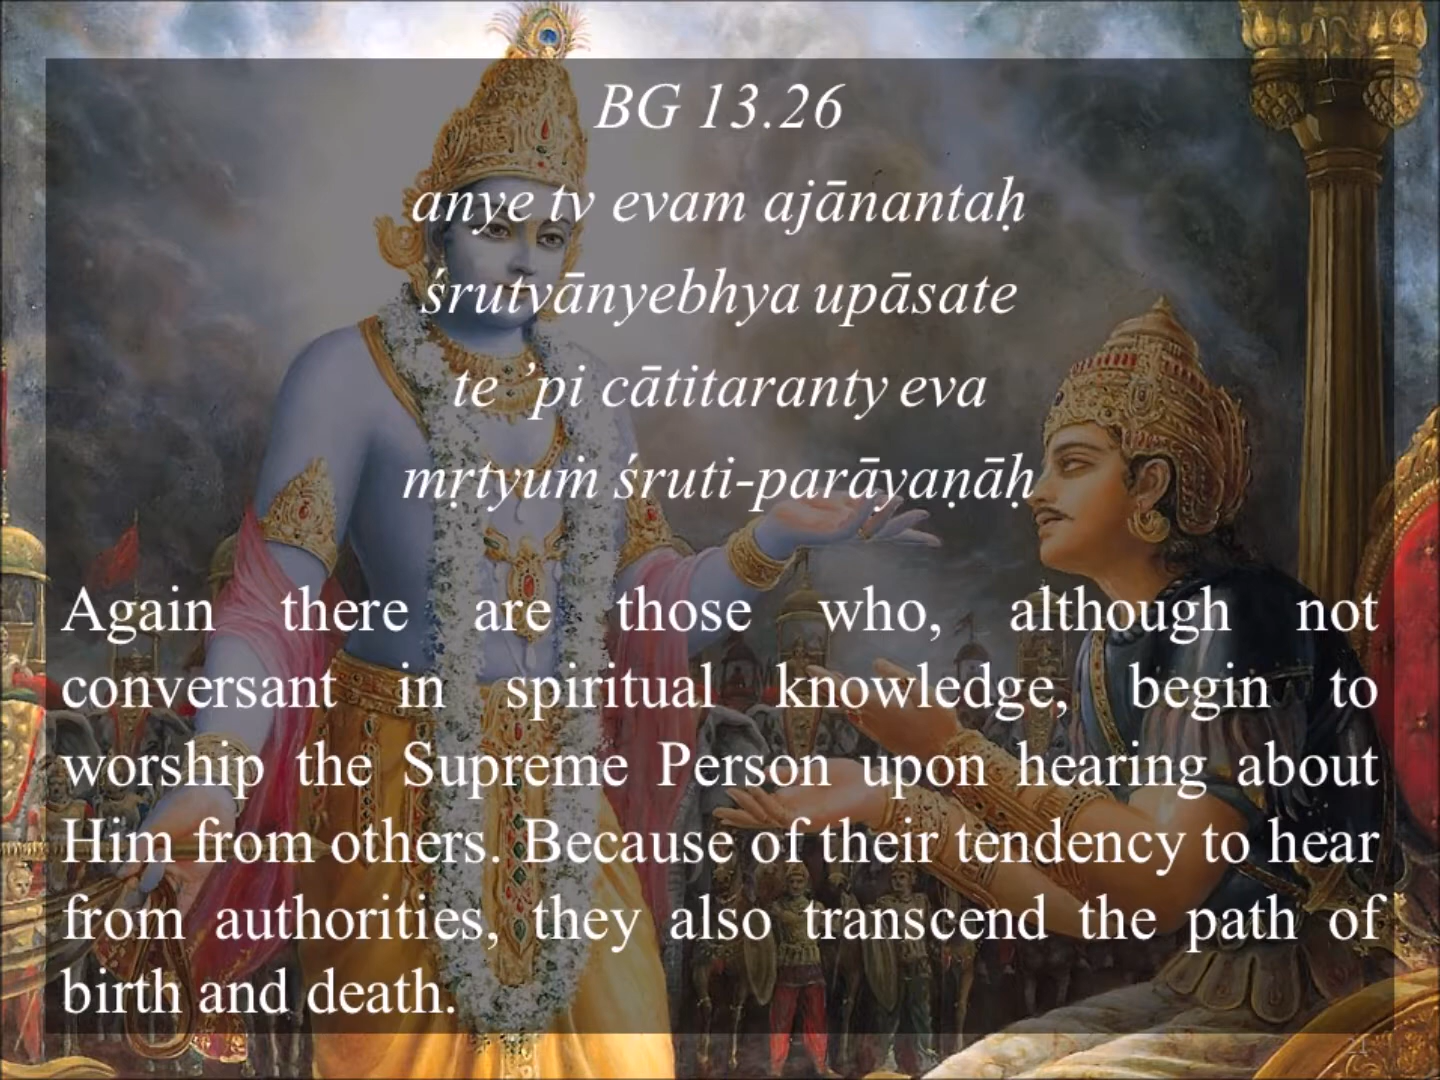 BG 13.26
anye tv evam ajānantaḥ
śrutvānyebhya upāsate
te ’pi cātitaranty eva
mṛtyuṁ śruti-parāyaṇāḥ
Again there are those who, although not
conversant in spiritual knowledge, begin to
worship the Supreme Person upon hearing about
Him from others. Because of their tendency to hear
from authorities, they also transcend the path of
birth and death.